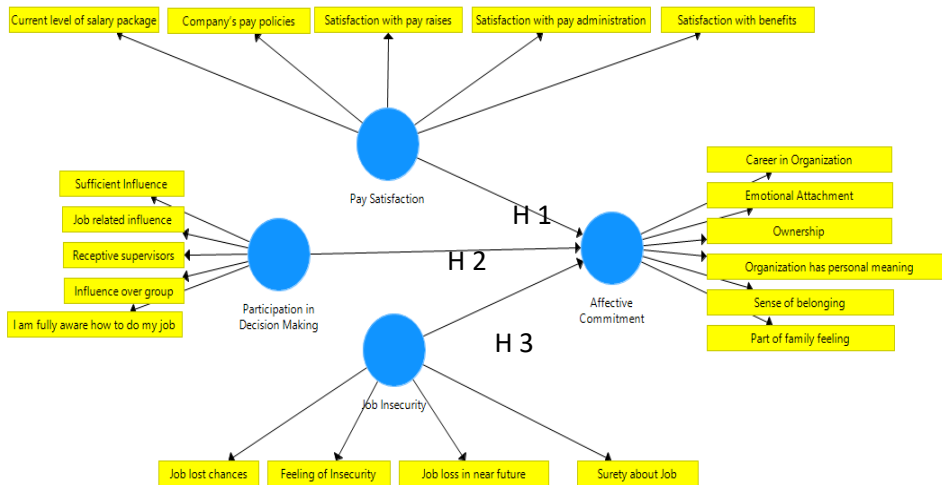 Current level of salary package
Company's pay policies
Satisfaction with pay raises
Satisfaction with pay administration
Satisfaction with benefits
Pay Satisfaction
Sufficient Influence
Job related influence
Receptive supervisors
Influence over group
I am fully aware how to do my job
Participation in
Decision Making
H 1
H 2
H 3
Career in Organization
Emotional Attachment
Ownership
Organization has personal meaning
Sense of belonging
Part of family feeling
Affective
Commitment
Job Insecurity
Job lost chances
Feeling of Insecurity
Job loss in near future
Surety about Job